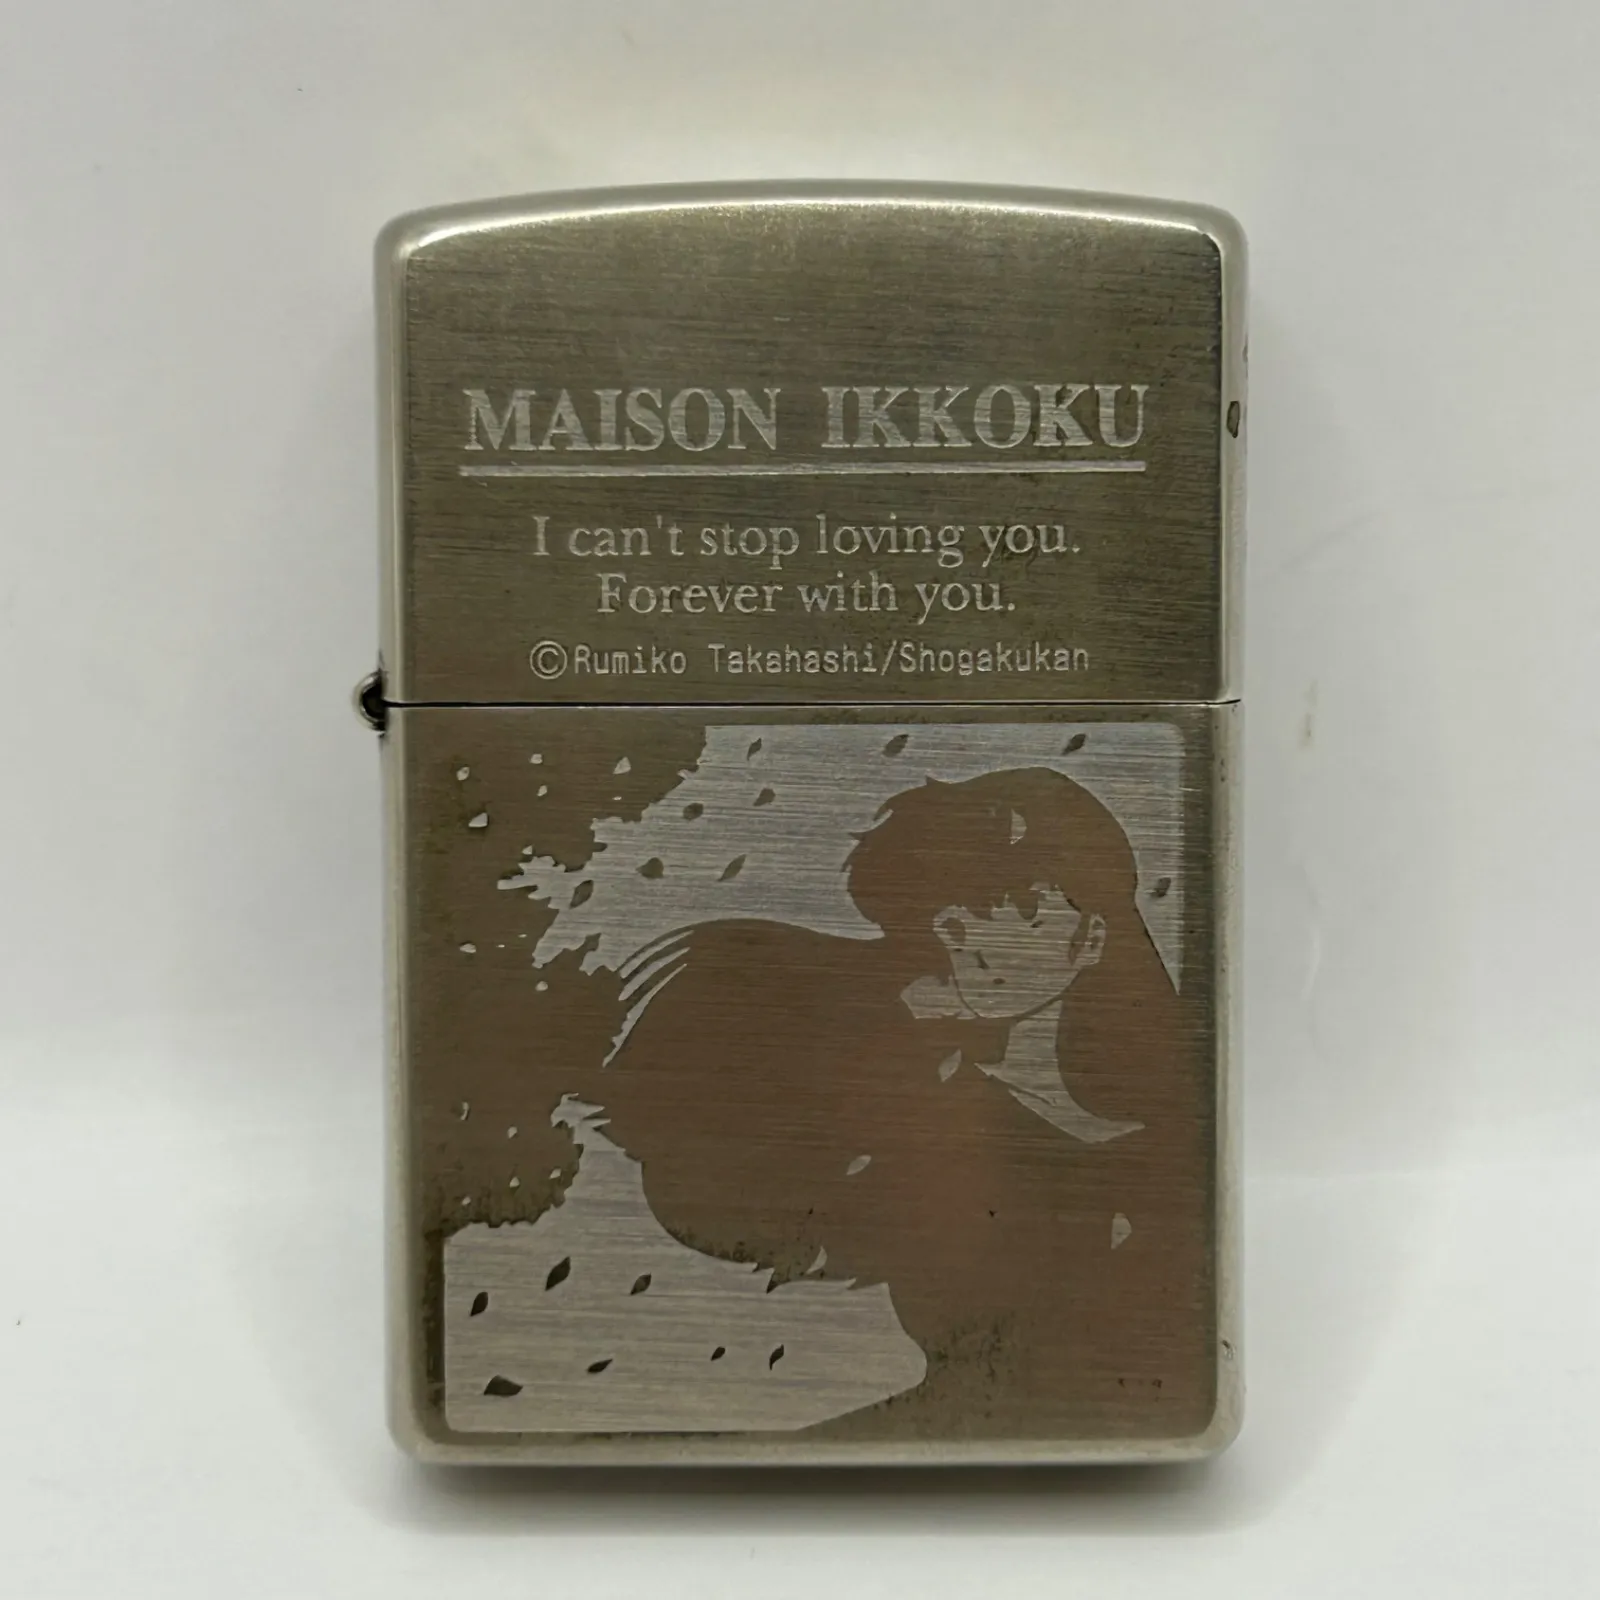 MAISON IKKOKU
I can't stop loving you.
Forever with you.
©Rumiko Takahashi/Shogakukan